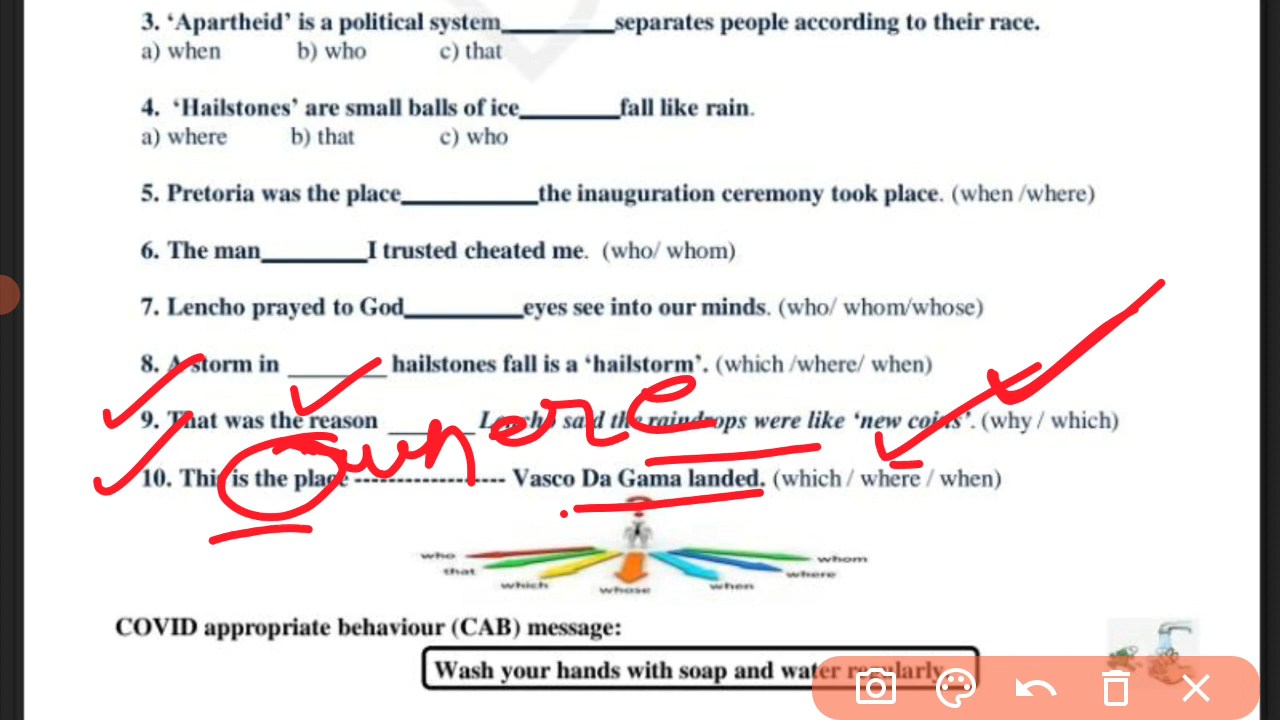 3. ‘Apartheid’ is a political system________separates people according to their race.
a) when b) who c) that
4. ‘Hailstones’ are small balls of ice_______fall like rain.
a) where b) that c) who
5. Pretoria was the place__________the inauguration ceremony took place. (when /where)
6. The man________I trusted cheated me. (who/ whom)
7. Lencho prayed to God_________eyes see into our minds. (who/ whom/whose)
8. A storm in _______ hailstones fall is a ‘hailstorm’. (which /where/ when)
9. That was the reason ______ Lencho said the raindrops were like ‘new coins’. (why / which)
where
10. This is the place ------------------- Vasco Da Gama landed. (which / where / when)
?
who whom
that where
which whose when
COVID appropriate behaviour (CAB) message:
Wash your hands with soap and water regularly.